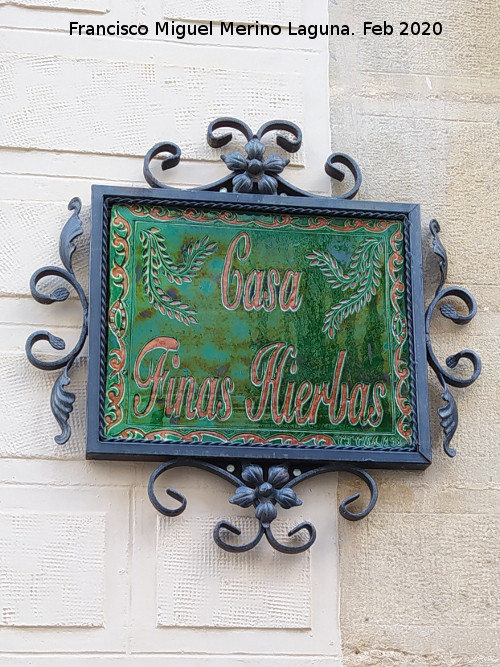 Francisco Miguel Merino Laguna. Feb 2020
Casa
Finas Hierbas